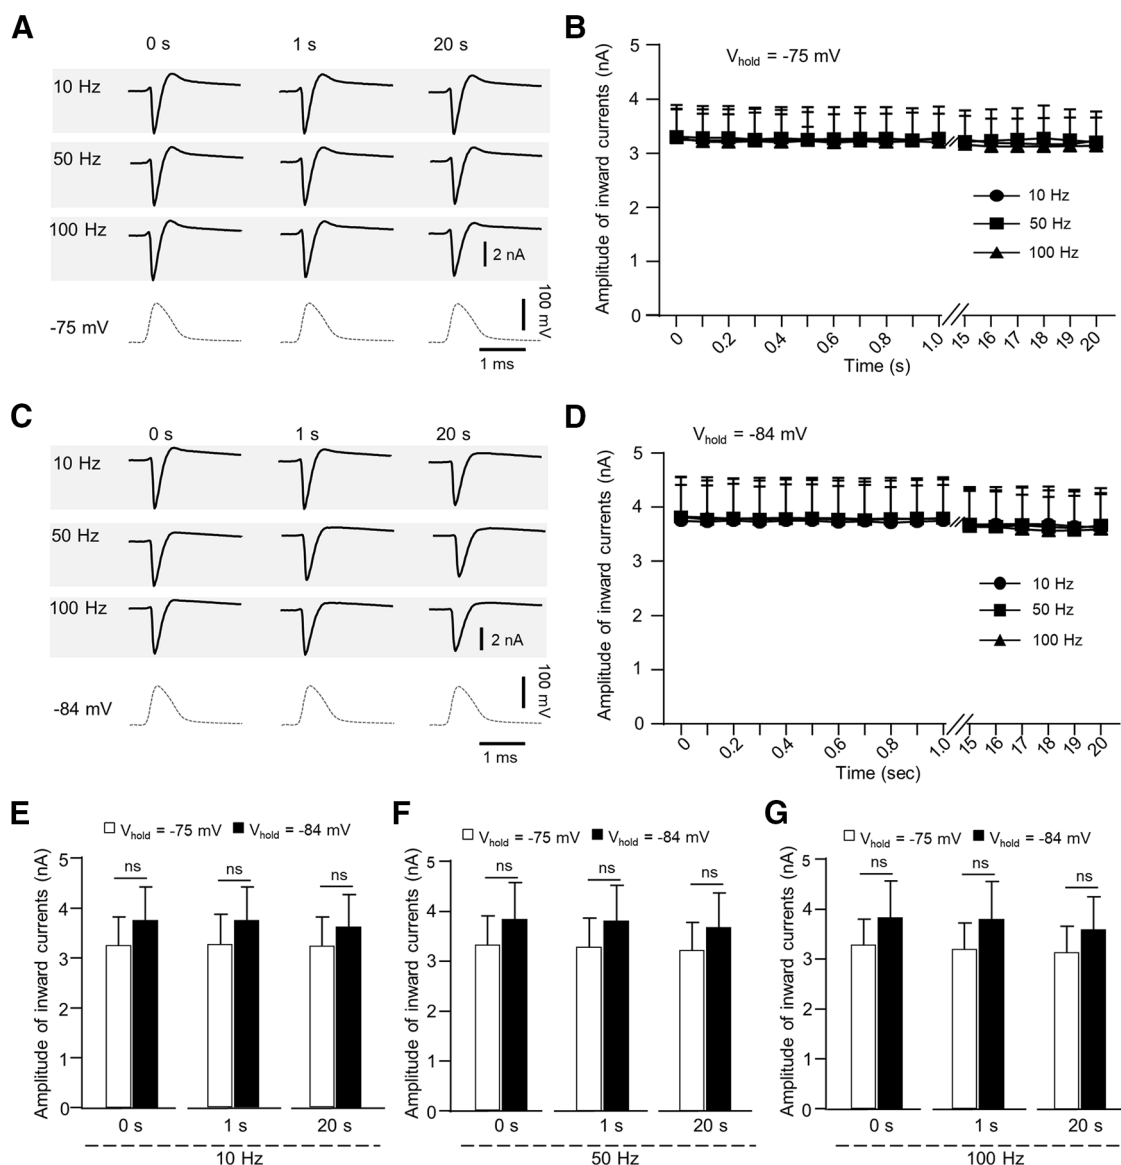 A
0 s 1 s 20 s
10 Hz
50 Hz
100 Hz
2 nA
-75 mV
100 mV
1 ms
B
Vhold = -75 mV
Amplitude of inward currents (nA)
5
4
3
2
1
0
10 Hz
50 Hz
100 Hz
0 0.2 0.4 0.6 0.8 1.0 15 16 17 18 19 20
Time (s)
C
0 s 1 s 20 s
10 Hz
50 Hz
100 Hz
2 nA
-84 mV
100 mV
1 ms
D
Vhold = -84 mV
Amplitude of inward currents (nA)
5
4
3
2
1
0
10 Hz
50 Hz
100 Hz
0 0.2 0.4 0.6 0.8 1.0 15 16 17 18 19 20
Time (sec)
E
Vhold = -75 mV Vhold = -84 mV
Amplitude of inward currents (nA)
5
4
3
2
1
0
ns ns ns
0 s 1 s 20 s
10 Hz
F
Vhold = -75 mV Vhold = -84 mV
Amplitude of inward currents (nA)
5
4
3
2
1
0
ns ns ns
0 s 1 s 20 s
50 Hz
G
Vhold = -75 mV Vhold = -84 mV
Amplitude of inward currents (nA)
5
4
3
2
1
0
ns ns ns
0 s 1 s 20 s
100 Hz